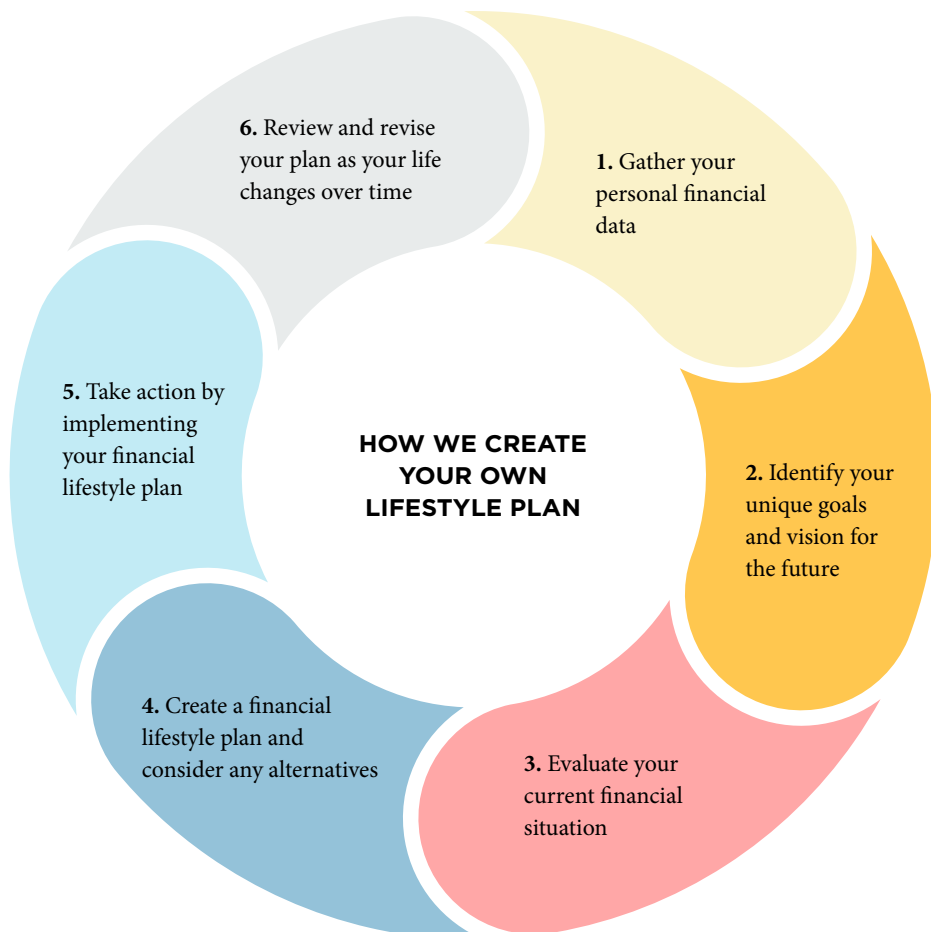 HOW WE CREATE
YOUR OWN
LIFESTYLE PLAN
1. Gather your
personal financial
data
2. Identify your
unique goals
and vision for
the future
3. Evaluate your
current financial
situation
4. Create a financial
lifestyle plan and
consider any alternatives
5. Take action by
implementing
your financial
lifestyle plan
6. Review and revise
your plan as your life
changes over time